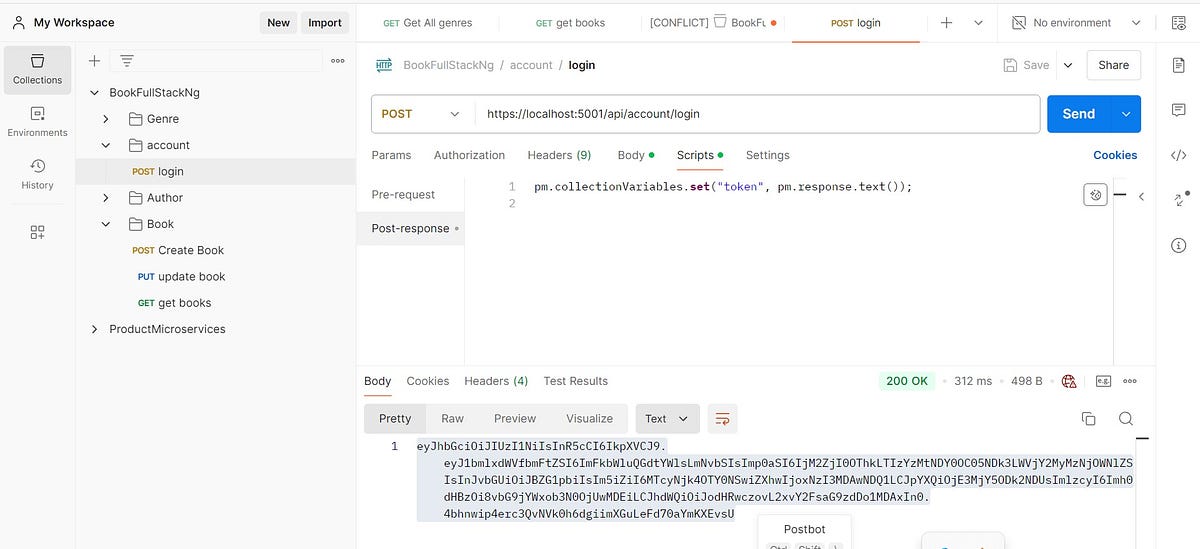 My Workspace
New
Import
GET Get All genres
GET get books
[CONFLICT] BookFu
POST login
No environment
Collections
Environments
History
BookFullStackNg
Genre
account
POST login
Author
Book
POST Create Book
PUT update book
GET get books
ProductMicroservices
HTTP BookFullStackNg / account / login
Save
Share
POST
https://localhost:5001/api/account/login
Send
Params Authorization Headers (9) Body Scripts Settings
Cookies
Pre-request
Post-response
1 pm.collectionVariables.set("token", pm.response.text());
2
Body Cookies Headers (4) Test Results
200 OK • 312 ms • 498 B
e.g.
Pretty Raw Preview Visualize Text
1 eyJhbGciOiJIUzI1NiIsInR5cCI6IkpXVCJ9.
Postbot